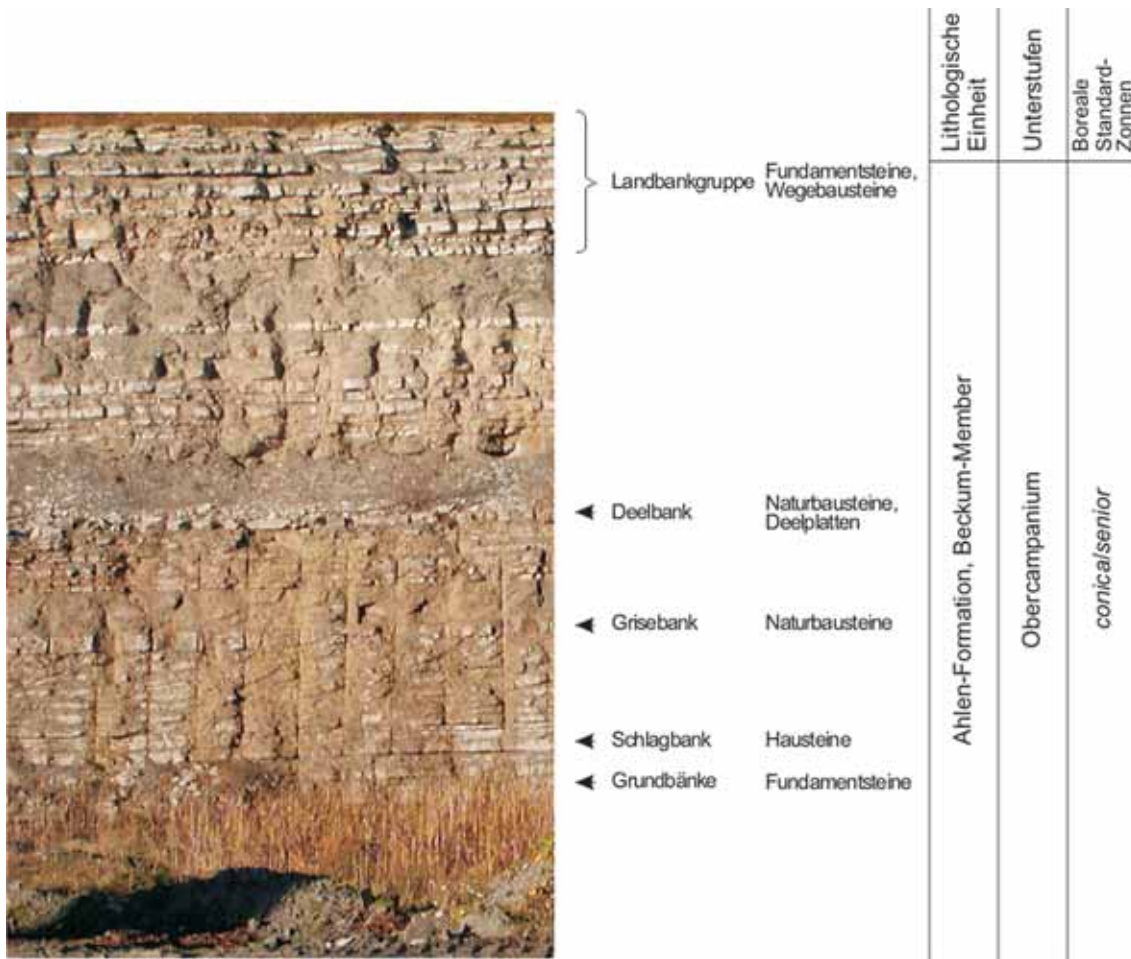 Lithologische
Einheit
Unterstufen
Boreale
Standard-
Zonnen
Landbankgruppe
Fundamentsteine,
Wegebausteine
Deelbank
Naturbausteine,
Deelplatten
Grisebank
Naturbausteine
Schlagbank
Hausteine
Grundbänke
Fundamentsteine
Ahlen-Formation, Beckum-Member
Obercampanium
conica/senior